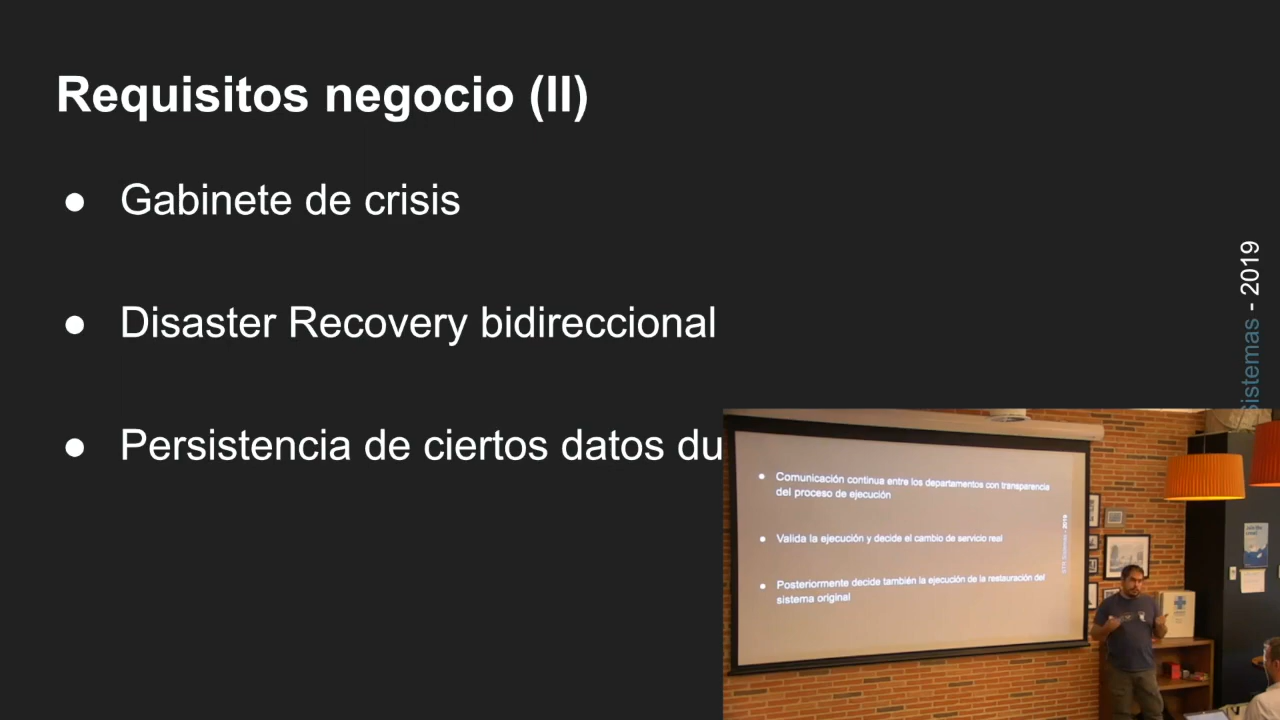 Requisitos negocio (II)
● Gabinete de crisis
● Disaster Recovery bidireccional
● Persistencia de ciertos datos du
Sistemas - 2019
● Comunicación continua entre los departamentos con transparencia
del proceso de ejecución
● Valida la ejecución y decide el cambio de servicio real
● Posteriormente decide también la ejecución de la restauración del
sistema original
Sistemas - 2019